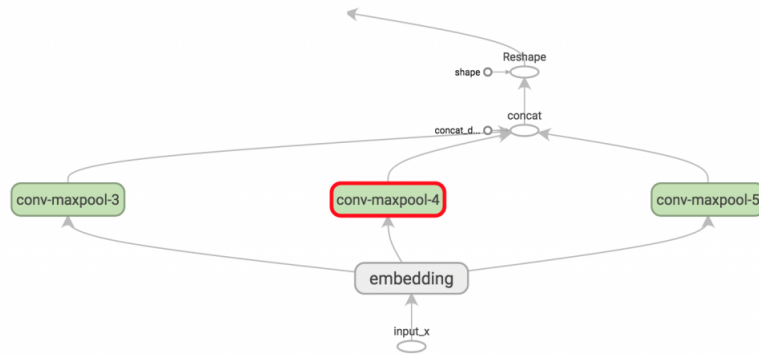 Reshape
shape
concat
concat_d...
conv-maxpool-3
conv-maxpool-4
conv-maxpool-5
embedding
input_x